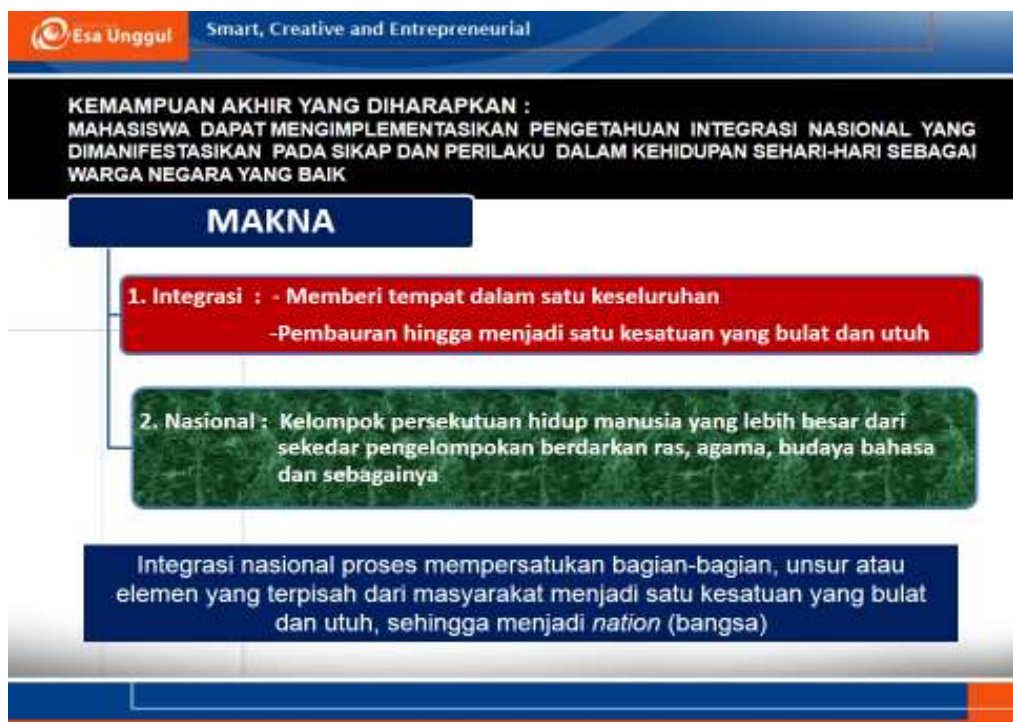 Esa Unggul
Smart, Creative and Entrepreneurial
KEMAMPUAN AKHIR YANG DIHARAPKAN :
MAHASISWA DAPAT MENGIMPLEMENTASIKAN PENGETAHUAN INTEGRASI NASIONAL YANG
DIMANIFESTASIKAN PADA SIKAP DAN PERILAKU DALAM KEHIDUPAN SEHARI-HARI SEBAGAI
WARGA NEGARA YANG BAIK
MAKNA
1. Integrasi : - Memberi tempat dalam satu keseluruhan
-Pembauran hingga menjadi satu kesatuan yang bulat dan utuh
2. Nasional : Kelompok persekutuan hidup manusia yang lebih besar dari
sekedar pengelompokan berdarkan ras, agama, budaya bahasa
dan sebagainya
Integrasi nasional proses mempersatukan bagian-bagian, unsur atau
elemen yang terpisah dari masyarakat menjadi satu kesatuan yang bulat
dan utuh, sehingga menjadi nation (bangsa)